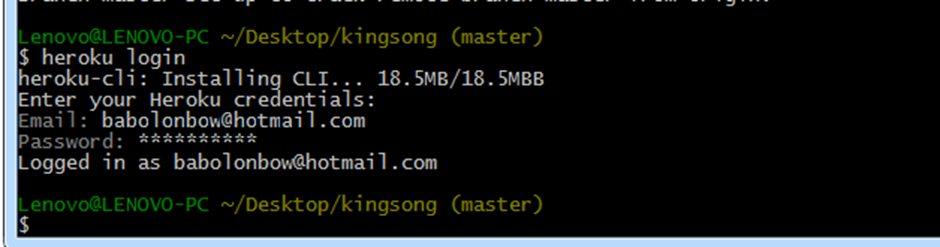 Lenovo@LENOVO-PC ~/Desktop/kingsong (master)
$ heroku login
heroku-cli: Installing CLI... 18.5MB/18.5MBB
Enter your Heroku credentials:
Email: babolonbow@hotmail.com
Password: **********
Logged in as babolonbow@hotmail.com
Lenovo@LENOVO-PC ~/Desktop/kingsong (master)
$